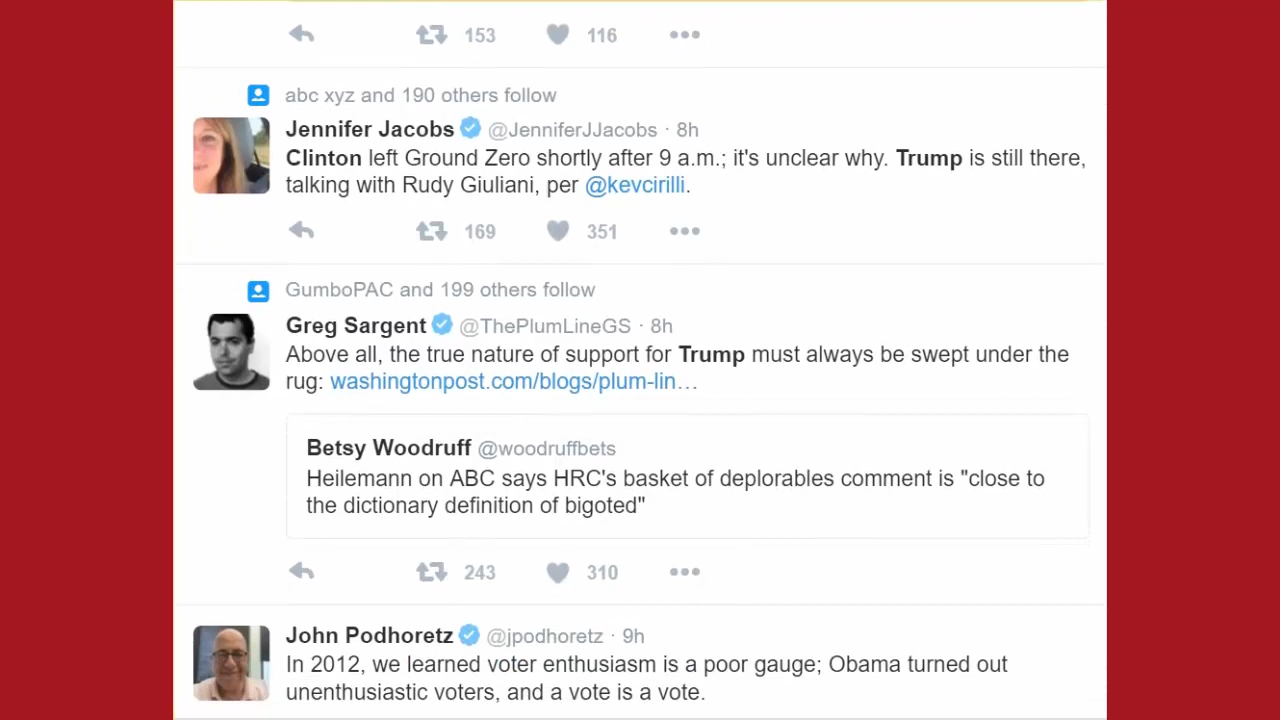 153 116
abc xyz and 190 others follow
Jennifer Jacobs @JenniferJJacobs · 8h
Clinton left Ground Zero shortly after 9 a.m.; it's unclear why. Trump is still there,
talking with Rudy Giuliani, per @kevcirilli.
169 351
GumboPAC and 199 others follow
Greg Sargent @ThePlumLineGS · 8h
Above all, the true nature of support for Trump must always be swept under the
rug: washingtonpost.com/blogs/plum-lin…
Betsy Woodruff @woodruffbets
Heilemann on ABC says HRC's basket of deplorables comment is "close to
the dictionary definition of bigoted"
243 310
John Podhoretz @jpodhoretz · 9h
In 2012, we learned voter enthusiasm is a poor gauge; Obama turned out
unenthusiastic voters, and a vote is a vote.